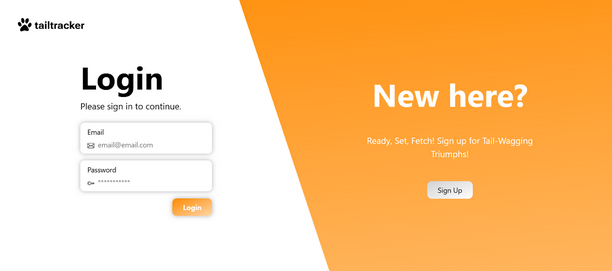 tailtracker
Login
Please sign in to continue.
Email
email@email.com
Password
***********
Login
New here?
Ready, Set, Fetch! Sign up for Tail-Wagging
Triumphs!
Sign Up